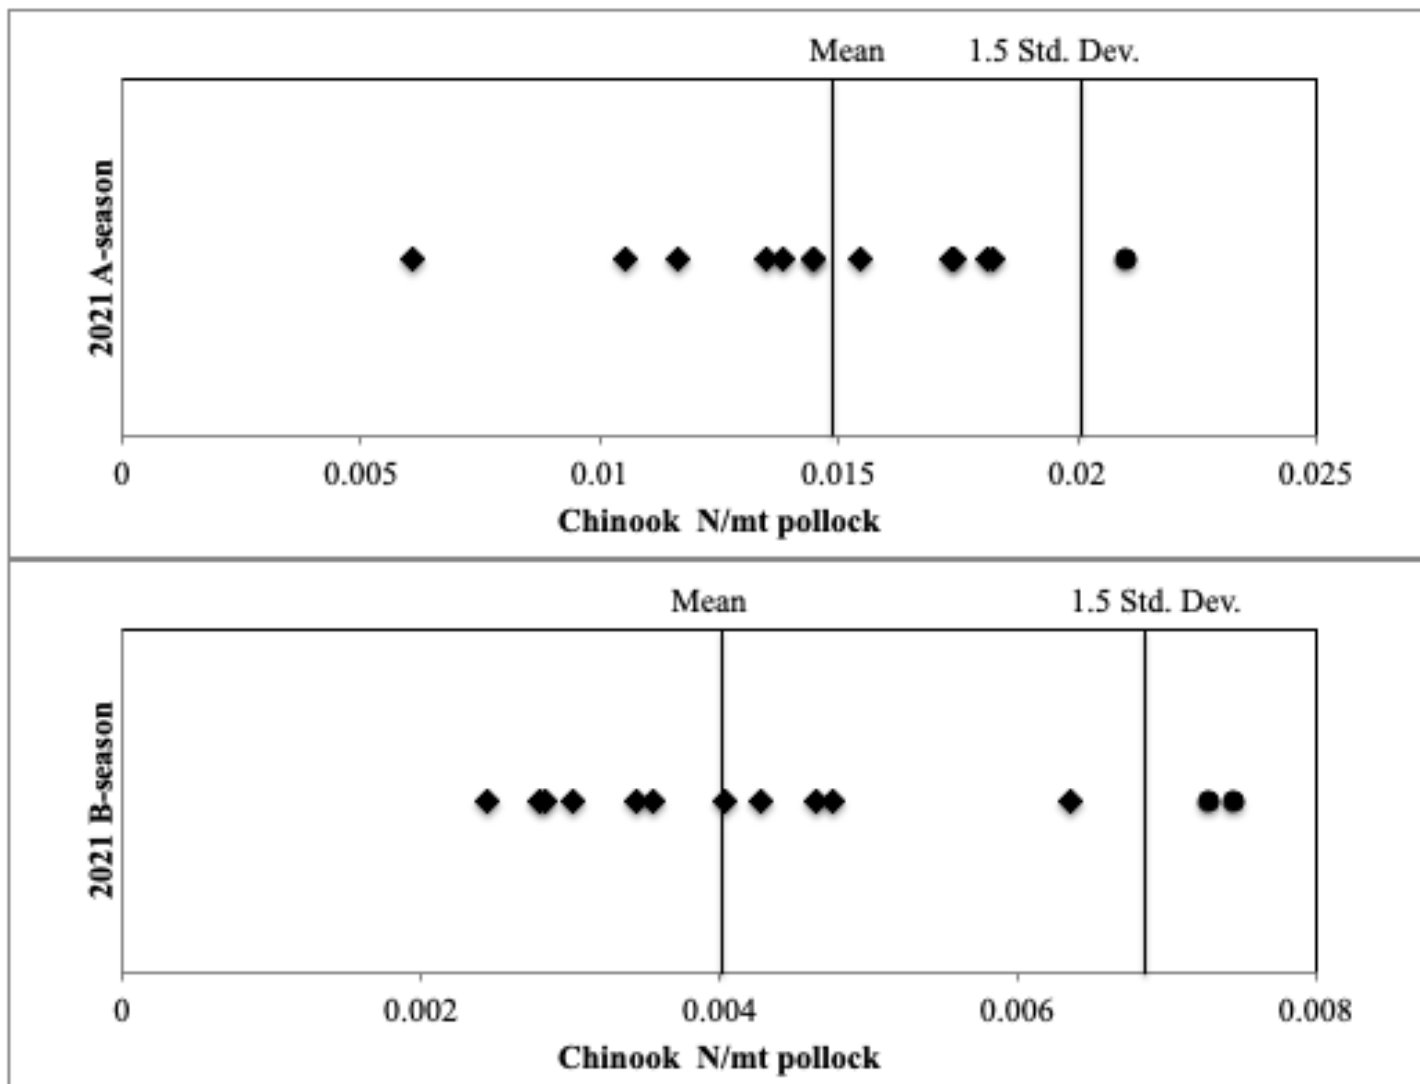 Mean 1.5 Std. Dev.
2021 A-season
0 0.005 0.01 0.015 0.02 0.025
Chinook N/mt pollock
Mean 1.5 Std. Dev.
2021 B-season
0 0.002 0.004 0.006 0.008
Chinook N/mt pollock